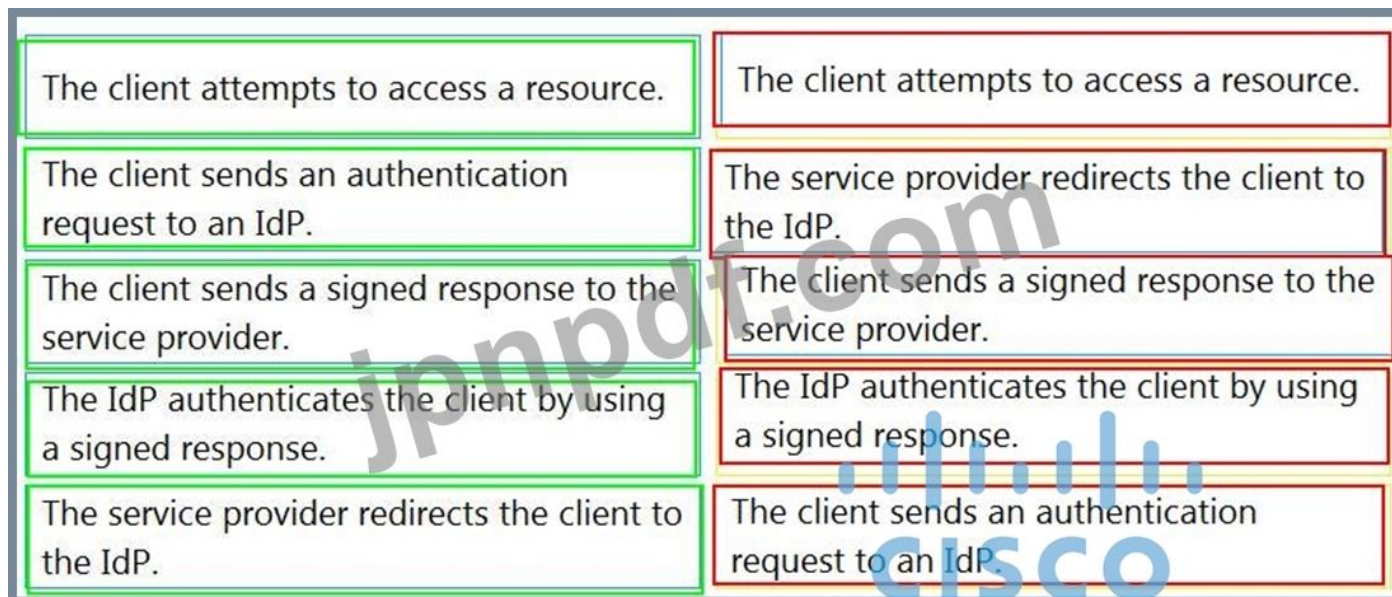 The client attempts to access a resource.
The client sends an authentication
request to an IdP.
The client sends a signed response to the
service provider.
The IdP authenticates the client by using
a signed response.
The service provider redirects the client to
the IdP.
The client attempts to access a resource.
The service provider redirects the client to
the IdP.
The client sends a signed response to the
service provider.
The IdP authenticates the client by using
a signed response.
The client sends an authentication
request to an IdP.
jpnpdf.com
CISCO